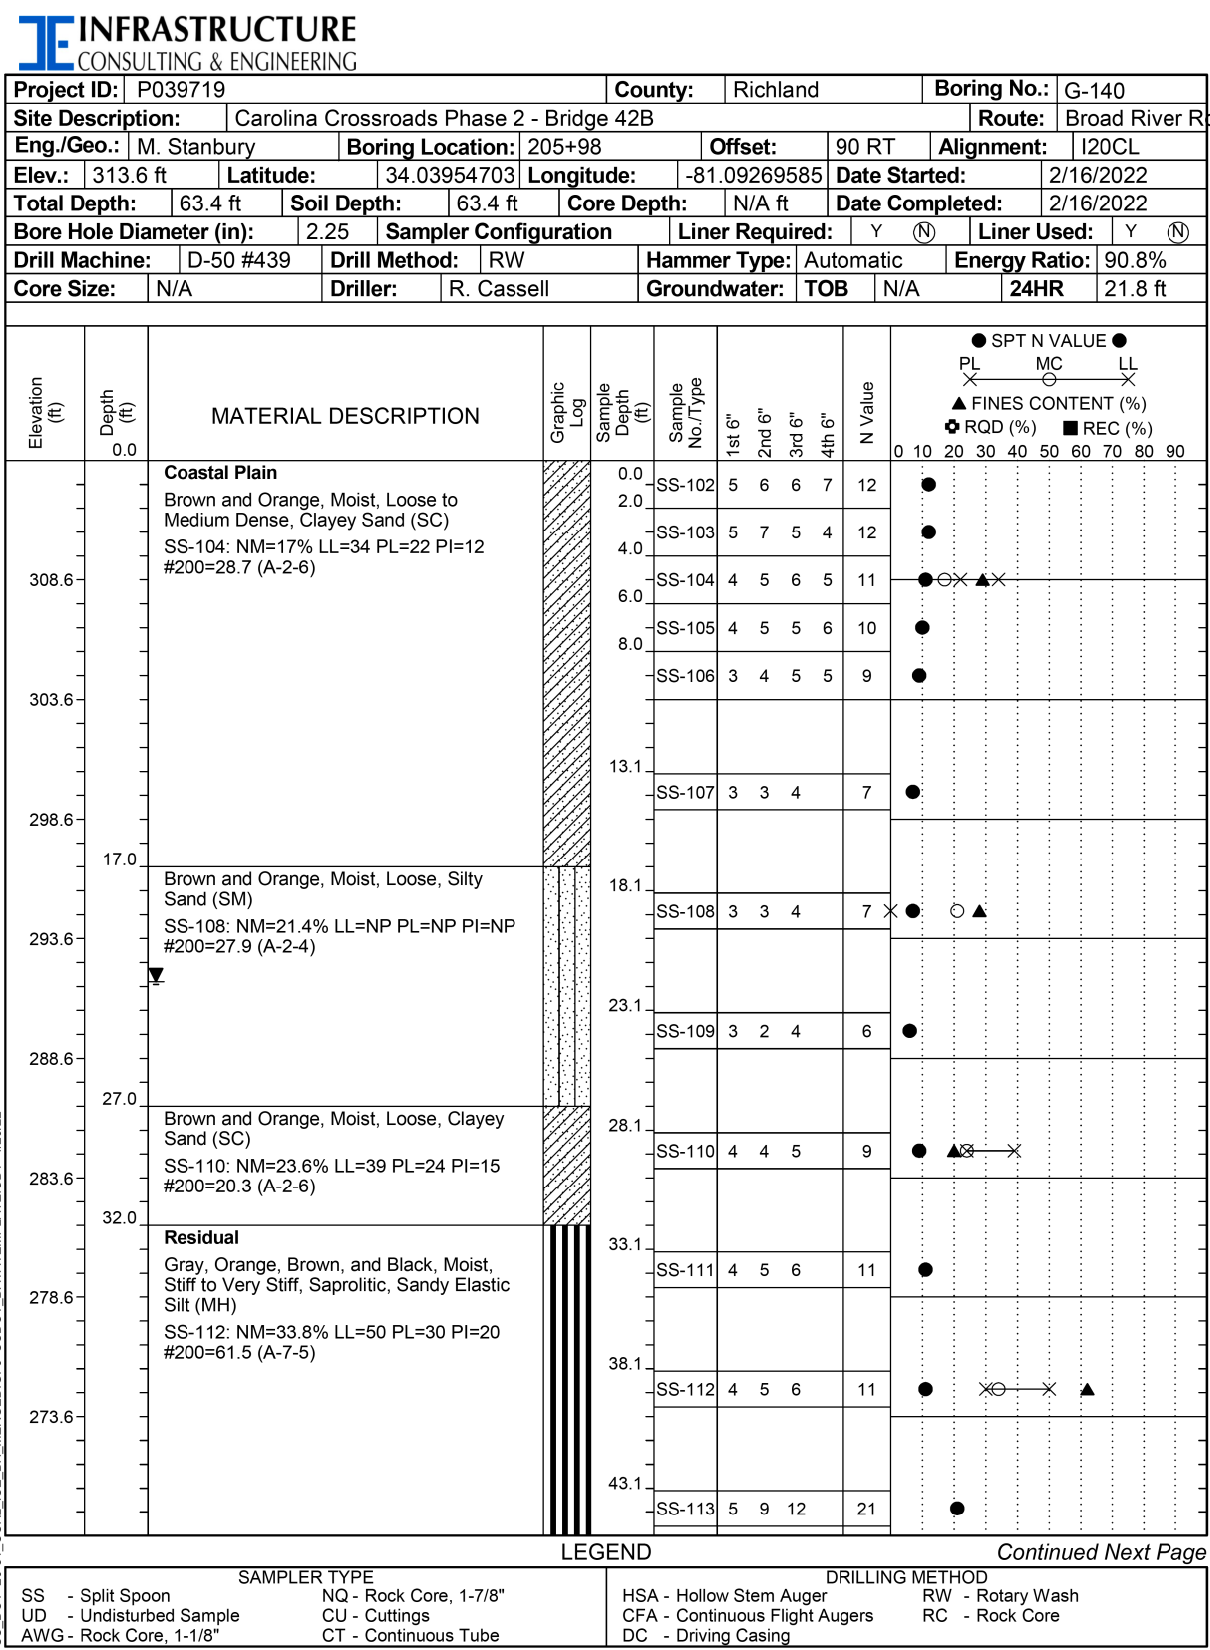 INFRASTRUCTURE
CONSULTING & ENGINEERING
Project ID: P039719 County: Richland Boring No.: G-140
Site Description: Carolina Crossroads Phase 2 - Bridge 42B Route: Broad River
Eng./Geo.: M. Stanbury Boring Location: 205+98 Offset: 90 RT Alignment: I20CL
Elev.: 313.6 ft Latitude: 34.03954703 Longitude: -81.09269585 Date Started: 2/16/2022
Total Depth: 63.4 ft Soil Depth: 63.4 ft Core Depth: N/A ft Date Completed: 2/16/2022
Bore Hole Diameter (in): 2.25 Sampler Configuration Liner Required: Y N Liner Used: Y N
Drill Machine: D-50 #439 Drill Method: RW Hammer Type: Automatic Energy Ratio: 90.8%
Core Size: N/A Driller: R. Cassell Groundwater: TOB N/A 24HR 21.8 ft
Elevation (ft)
Depth (ft)
0.0
MATERIAL DESCRIPTION
Graphic Log
Sample Depth (ft)
Sample No./Type
1st 6"
2nd 6"
3rd 6"
4th 6"
N Value
SPT N VALUE
PL MC LL
FINES CONTENT (%)
RQD (%) REC (%)
0 10 20 30 40 50 60 70 80 90
Coastal Plain
Brown and Orange, Moist, Loose to
Medium Dense, Clayey Sand (SC)
SS-104: NM=17% LL=34 PL=22 PI=12
#200=28.7 (A-2-6)
0.0
SS-102 5 6 6 7 12
2.0
SS-103 5 7 5 4 12
4.0
308.6
SS-104 4 5 6 5 11
6.0
SS-105 4 5 5 6 10
8.0
SS-106 3 4 5 5 9
303.6
13.1
SS-107 3 3 4 7
298.6
17.0
Brown and Orange, Moist, Loose, Silty
Sand (SM)
SS-108: NM=21.4% LL=NP PL=NP PI=NP
#200=27.9 (A-2-4)
18.1
SS-108 3 3 4 7
293.6
23.1
SS-109 3 2 4 6
288.6
27.0
Brown and Orange, Moist, Loose, Clayey
Sand (SC)
SS-110: NM=23.6% LL=39 PL=24 PI=15
#200=20.3 (A-2-6)
28.1
SS-110 4 4 5 9
283.6
32.0
Residual
Gray, Orange, Brown, and Black, Moist,
Stiff to Very Stiff, Saprolitic, Sandy Elastic
Silt (MH)
SS-112: NM=33.8% LL=50 PL=30 PI=20
#200=61.5 (A-7-5)
33.1
SS-111 4 5 6 11
278.6
38.1
SS-112 4 5 6 11
273.6
43.1
SS-113 5 9 12 21
LEGEND
Continued Next Page
SAMPLER TYPE
SS - Split Spoon NQ - Rock Core, 1-7/8"
UD - Undisturbed Sample CU - Cuttings
AWG - Rock Core, 1-1/8" CT - Continuous Tube
DRILLING METHOD
HSA - Hollow Stem Auger RW - Rotary Wash
CFA - Continuous Flight Augers RC - Rock Core
DC - Driving Casing